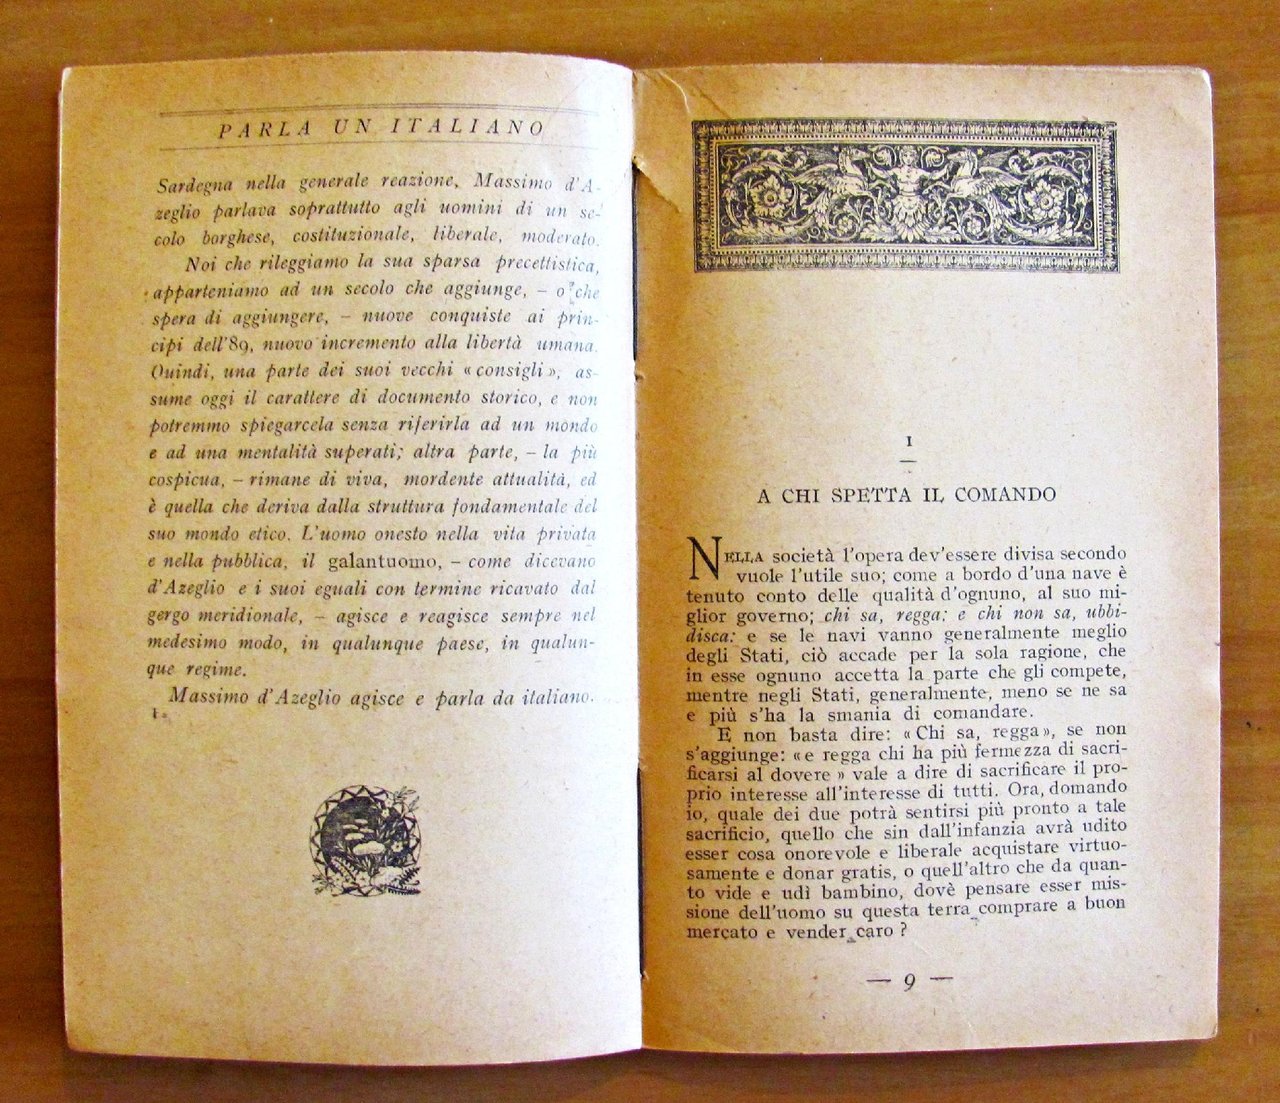 PARLA UN ITALIANO
Sardegna nella generale reazione, Massimo d'A-
zeglio parlava soprattutto agli uomini di un se-
colo borghese, costituzionale, liberale, moderato.
Noi che rileggiamo la sua sparsa precettistica,
apparteniamo ad un secolo che aggiunge, – o che
spera di aggiungere, – nuove conquiste ai prin-
cipi dell'89, nuovo incremento alla libertà umana.
Quindi, una parte dei suoi vecchi «consigli», as-
sume oggi il carattere di documento storico, e non
potremmo spiegarcela senza riferirla ad un mondo
e ad una mentalità superati; altra parte, – la più
cospicua, – rimane di viva, mordente attualità, ed
è quella che deriva dalla struttura fondamentale del
suo mondo etico. L'uomo onesto nella vita privata
e nella pubblica, il galantuomo, – come dicevano
d'Azeglio e i suoi eguali con termine ricavato dal
gergo meridionale, – agisce e reagisce sempre nel
medesimo modo, in qualunque paese, in qualun-
que regime.
Massimo d'Azeglio agisce e parla da italiano.
I
A CHI SPETTA IL COMANDO
NELLA società l'opera dev'essere divisa secondo
vuole l'utile suo; come a bordo d'una nave è
tenuto conto delle qualità d'ognuno, al suo mi-
glior governo; chi sa, regga: e chi non sa, ubbi-
disca: e se le navi vanno generalmente meglio
degli Stati, ciò accade per la sola ragione, che
in esse ognuno accetta la parte che gli compete,
mentre negli Stati, generalmente, meno se ne sa
e più s'ha la smania di comandare.
E non basta dire: «Chi sa, regga», se non
s'aggiunge: «e regga chi ha più fermezza di sacri-
ficarsi al dovere» vale a dire di sacrificare il pro-
prio interesse all'interesse di tutti. Ora, domando
io, quale dei due potrà sentirsi più pronto a tale
sacrificio, quello che sin dall'infanzia avrà udito
esser cosa onorevole e liberale acquistare virtuo-
samente e donar gratis, o quell'altro che da quan-
to vide e udì bambino, dovè pensare esser mis-
sione dell'uomo su questa terra comprare a buon
mercato e vender caro?
— 9 —